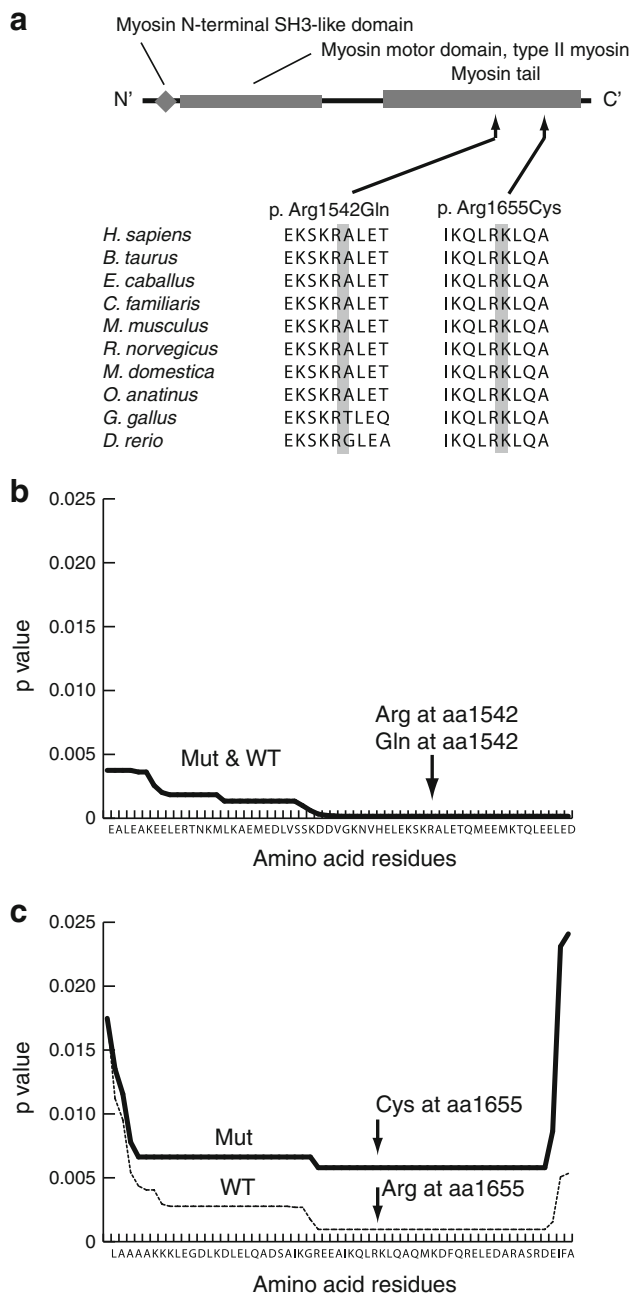 a
Myosin N-terminal SH3-like domain
Myosin motor domain, type II myosin
Myosin tail
N' C'
p. Arg1542Gln p. Arg1655Cys
H. sapiens EKSKRALET IKQLRKLQA
B. taurus EKSKRALET IKQLRKLQA
E. caballus EKSKRALET IKQLRKLQA
C. familiaris EKSKRALET IKQLRKLQA
M. musculus EKSKRALET IKQLRKLQA
R. norvegicus EKSKRALET IKQLRKLQA
M. domestica EKSKRALET IKQLRKLQA
O. anatinus EKSKRALET IKQLRKLQA
G. gallus EKSKRTLEQ IKQLRKLQA
D. rerio EKSKRGLEA IKQLRKLQA
b
0.025
0.020
0.015
0.010
0.005
0
p value
Arg at aa1542
Gln at aa1542
Mut & WT
EALEAKEELERTNKMLKAEMEDLVSSKDDVGKNVHELEKSKRALETQMEEMKTQLEELED
Amino acid residues
c
0.025
0.020
0.015
0.010
0.005
0
p value
Cys at aa1655
Mut
WT
Arg at aa1655
LAAAAKKKLEGDLKDLELQADSAIKGREEAIKQLRKLQAQMKDFQRELEDARASRDEIFA
Amino acid residues